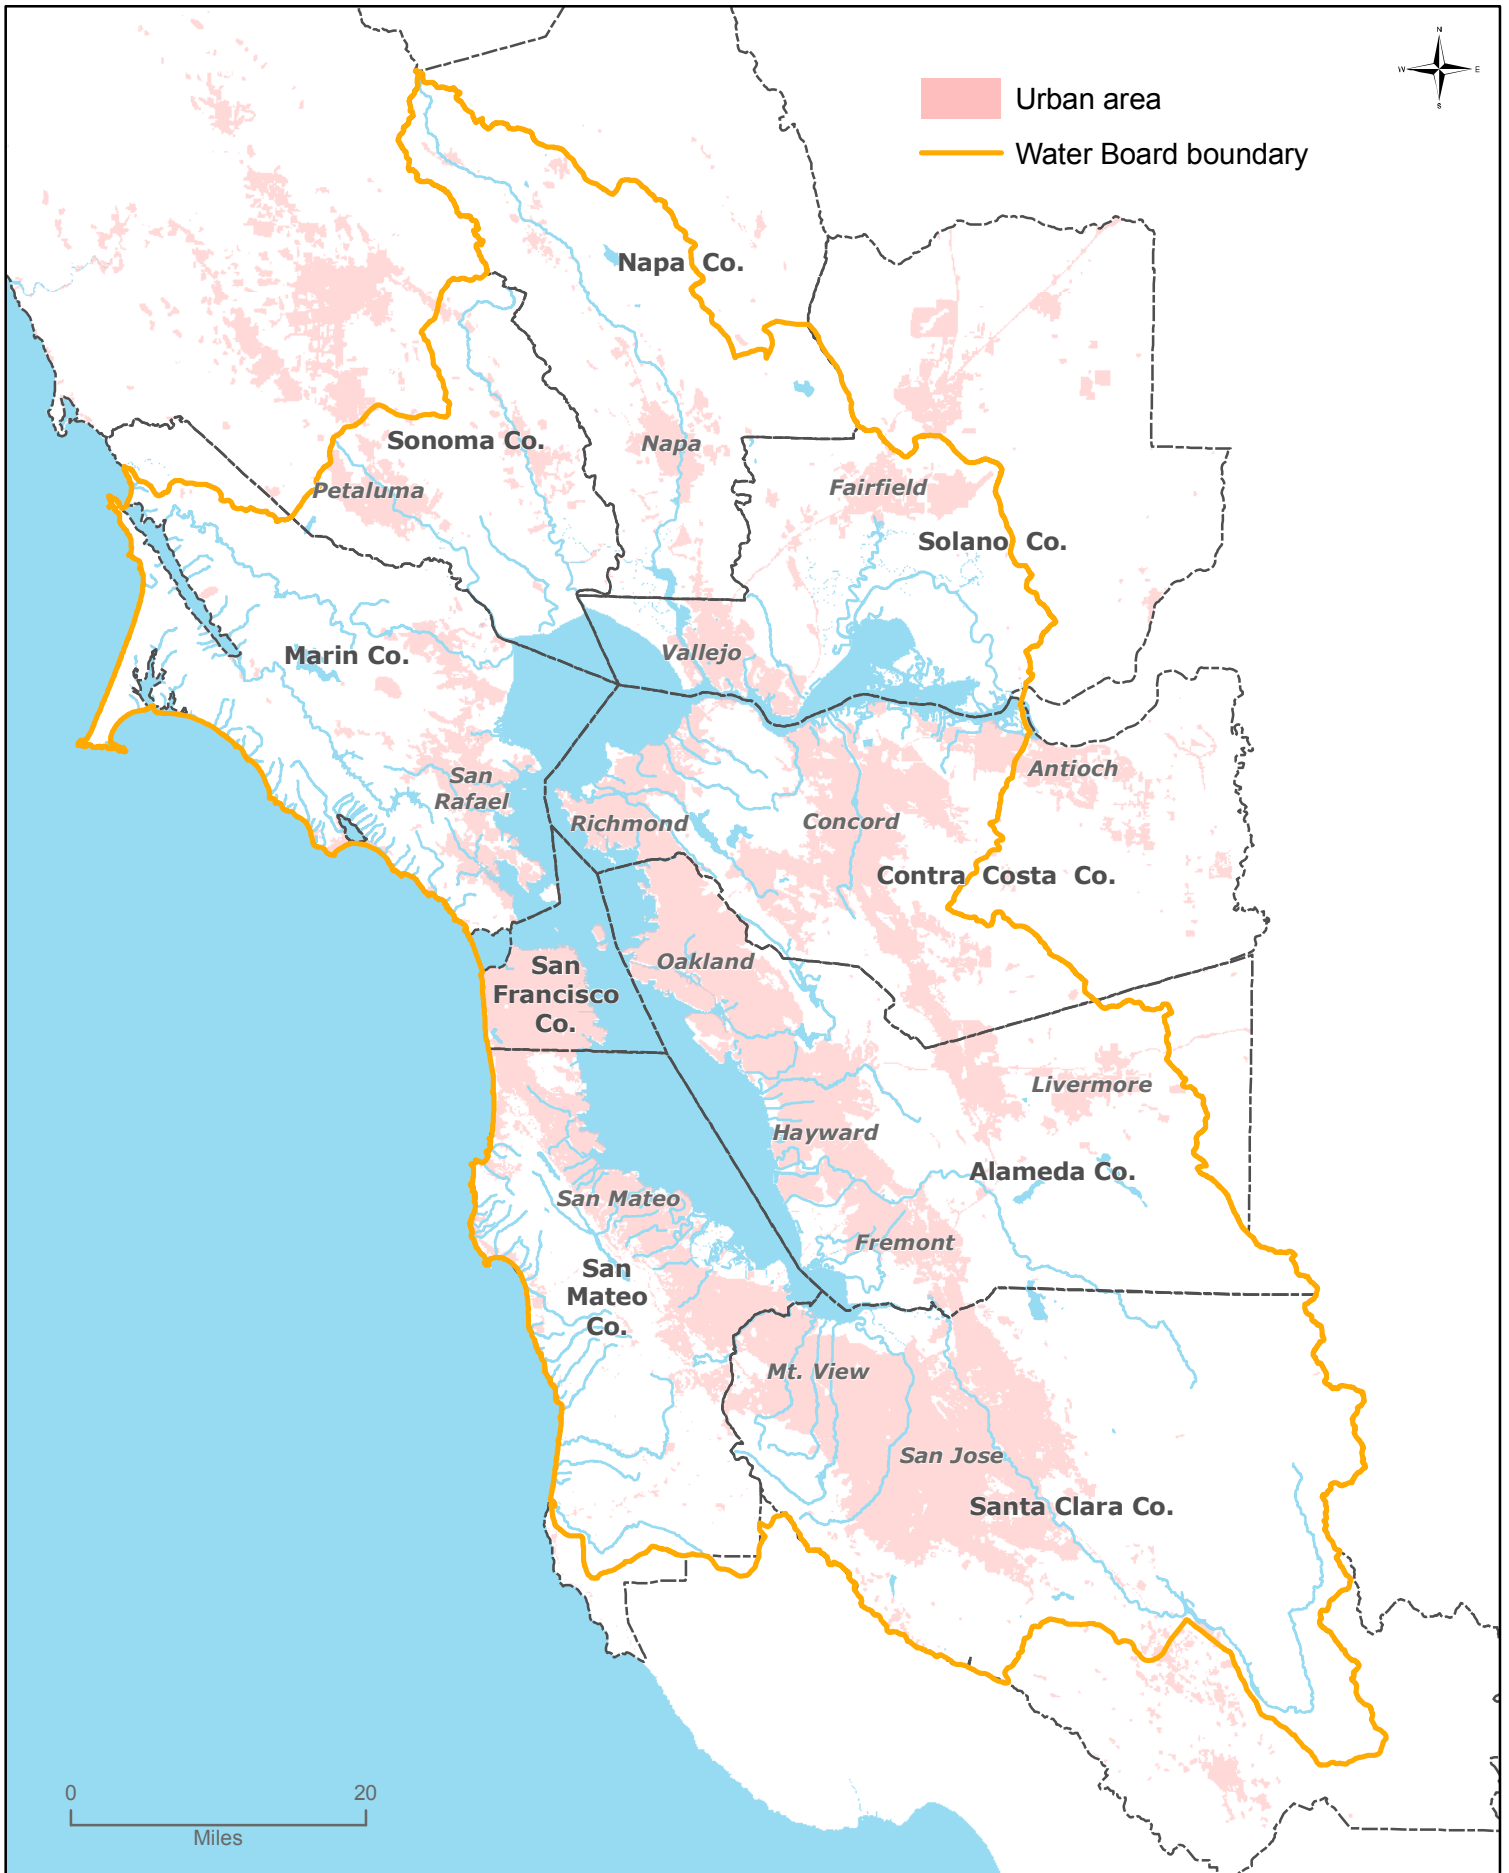 N
W
E
S
Urban area
Water Board boundary
Napa Co.
Sonoma Co.
Napa
Petaluma
Fairfield
Solano Co.
Marin Co.
Vallejo
San
Rafael
Antioch
Richmond
Concord
Contra Costa Co.
Oakland
San
Francisco
Co.
Livermore
Hayward
Alameda Co.
San Mateo
Fremont
San
Mateo
Co.
Mt. View
San Jose
Santa Clara Co.
0
20
Miles